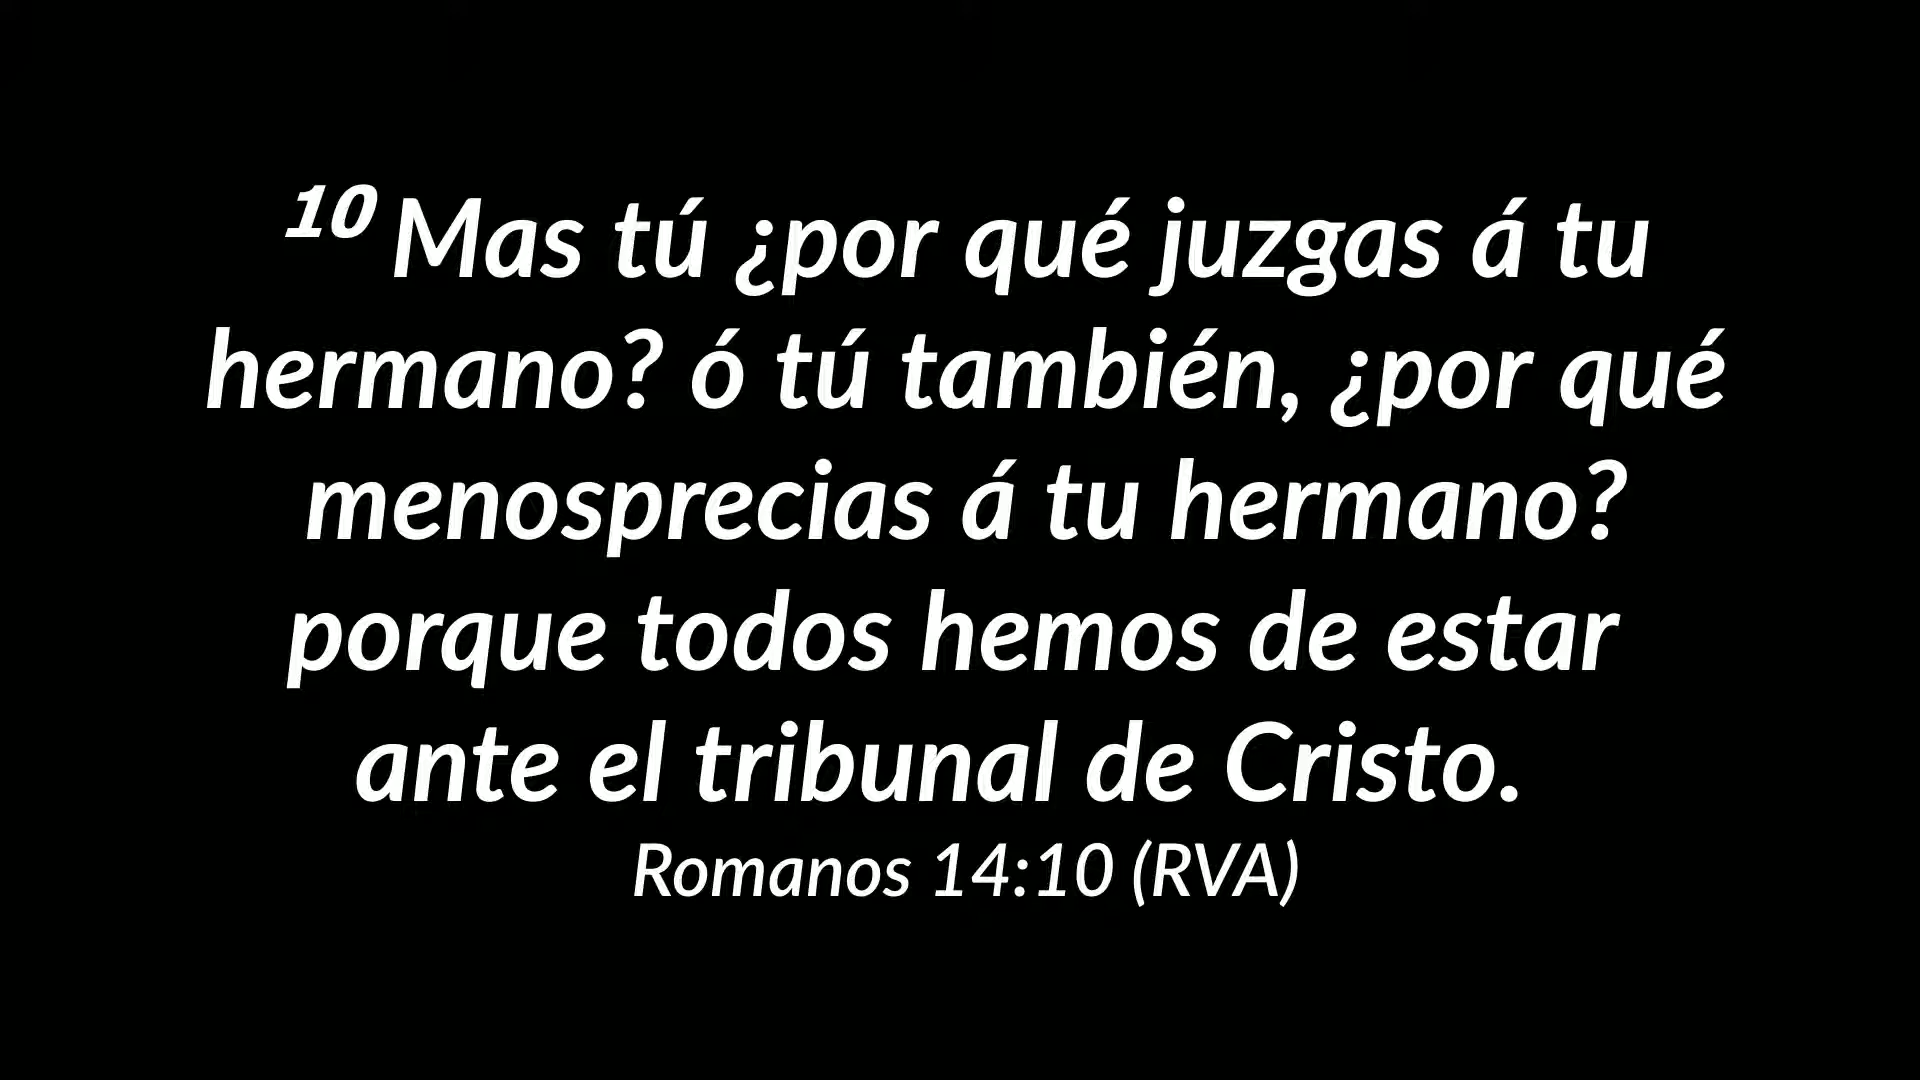 10 Mas tú ¿por qué juzgas á tu
hermano? ó tú también, ¿por qué
menosprecias á tu hermano?
porque todos hemos de estar
ante el tribunal de Cristo.
Romanos 14:10 (RVA)